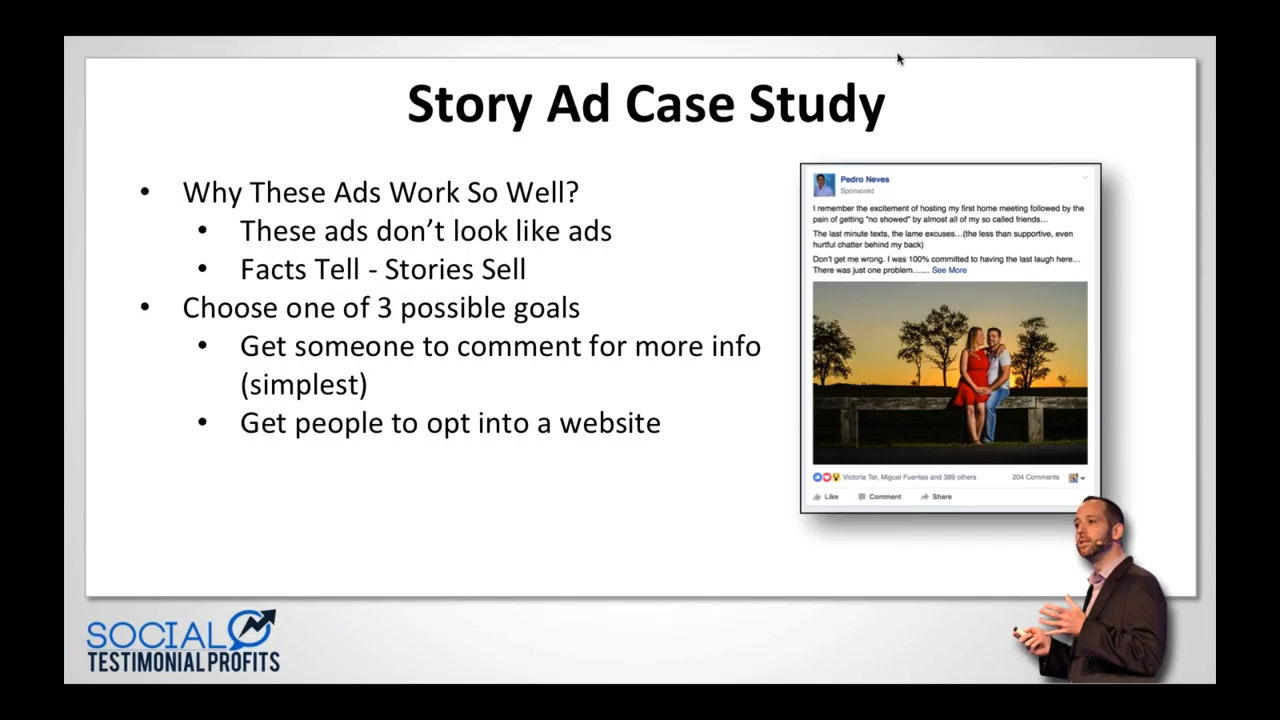 Story Ad Case Study
• Why These Ads Work So Well?
• These ads don’t look like ads
• Facts Tell - Stories Sell
• Choose one of 3 possible goals
• Get someone to comment for more info
(simplest)
• Get people to opt into a website
Pedro Neves
Sponsored
I remember the excitement of hosting my first home meeting followed by the
pain of getting "no showed" by almost all of my so called friends…
The last minute texts, the lame excuses…(the less than supportive, even
hurtful chatter behind my back)
Don't get me wrong. I was 100% committed to having the last laugh here…
There was just one problem……. See More
Victoria Ter, Miguel Fuentes and 389 others 204 Comments
Like Comment Share
SOCIAL
TESTIMONIAL PROFITS